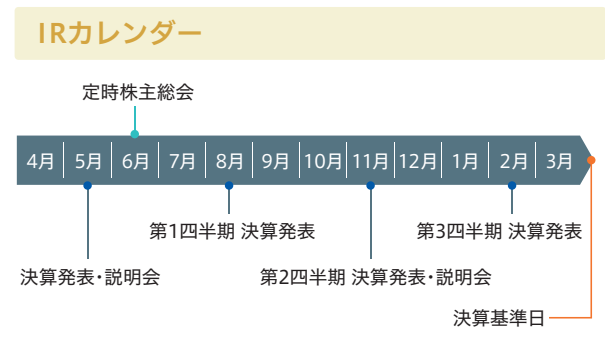 IRカレンダー
定時株主総会
4月 5月 6月 7月 8月 9月 10月 11月 12月 1月 2月 3月
第1四半期 決算発表
第3四半期 決算発表
決算発表・説明会
第2四半期 決算発表・説明会
決算基準日